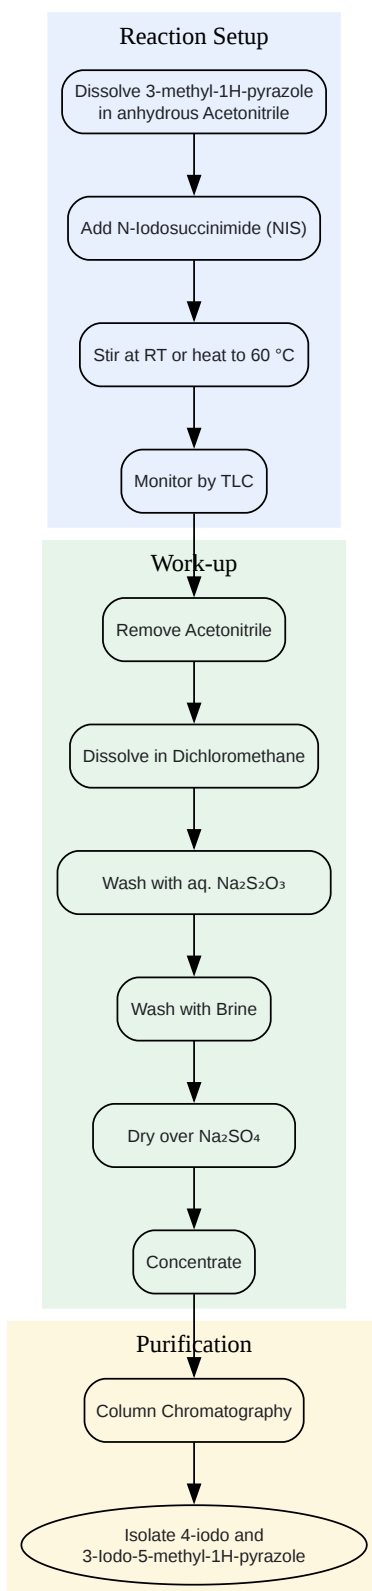 Reaction Setup
Dissolve 3-methyl-1H-pyrazole
in anhydrous Acetonitrile
Add N-Iodosuccinimide (NIS)
Stir at RT or heat to 60 °C
Monitor by TLC
Work-up
Remove Acetonitrile
Dissolve in Dichloromethane
Wash with aq. Na₂S₂O₃
Wash with Brine
Dry over Na₂SO₄
Concentrate
Purification
Column Chromatography
Isolate 4-iodo and
3-Iodo-5-methyl-1H-pyrazole